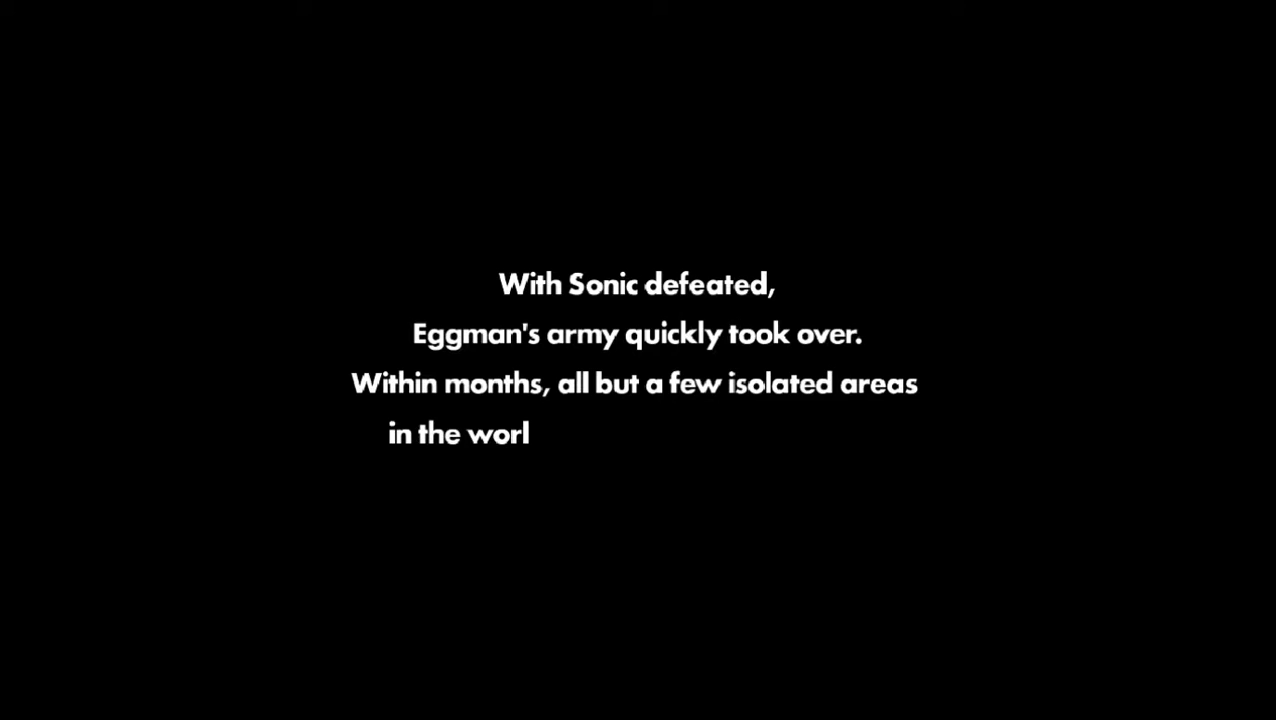 With Sonic defeated,
Eggman's army quickly took over.
Within months, all but a few isolated areas
in the worl